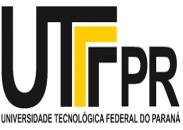 UTFPR
UNIVERSIDADE TECNOLÓGICA FEDERAL DO PARANÁ